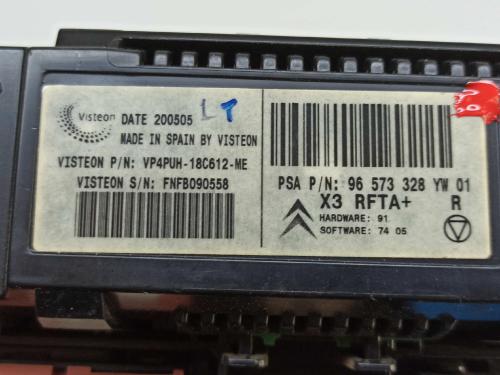 Visteon
DATE 200505
LT
MADE IN SPAIN BY VISTEON
VISTEON P/N: VP4PUH-18C612-ME
VISTEON S/N: FNFB090558
PSA P/N: 96 573 328 YW 01
X3 RFTA+ R
HARDWARE: 91
SOFTWARE: 74 05